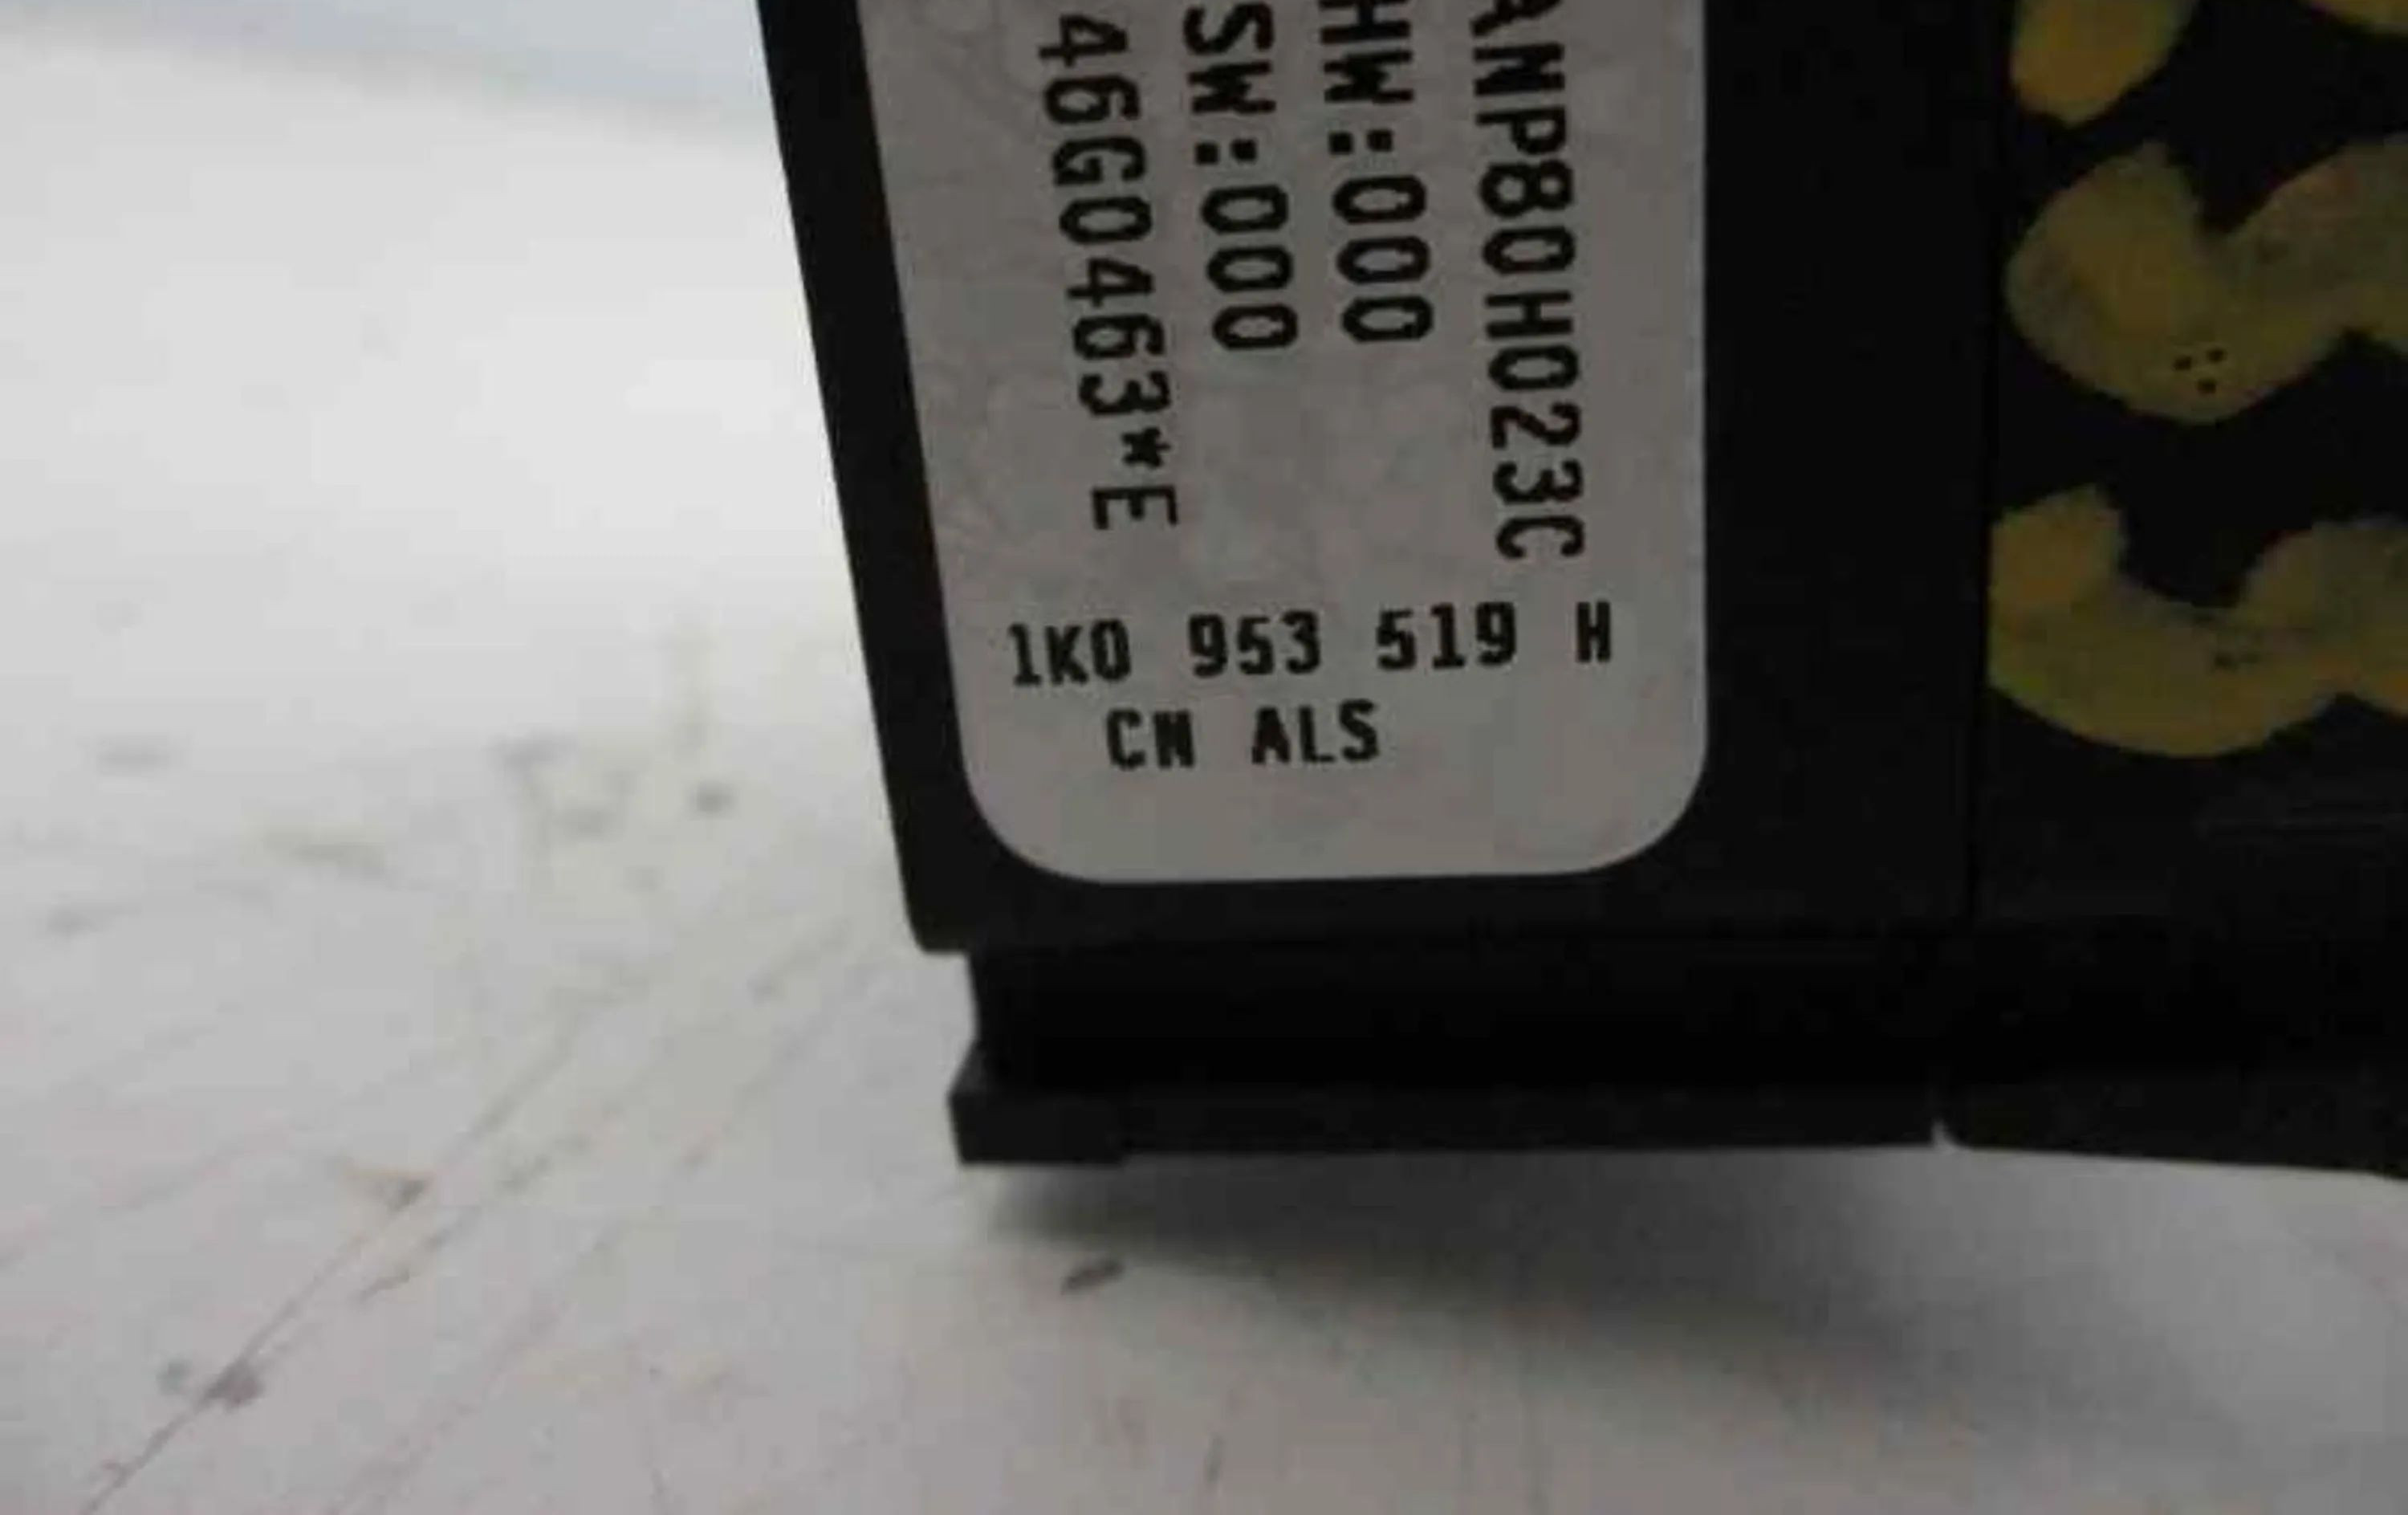 ANP80H023C
HW:000
SW:000
46G0463*E
1K0 953 519 H
CN ALS